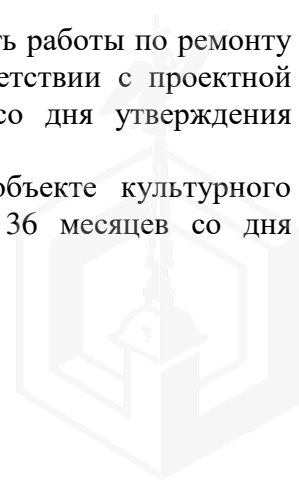 ть работы по ремонту
етствии с проектной
со дня утверждения
объекте культурного
36 месяцев со дня